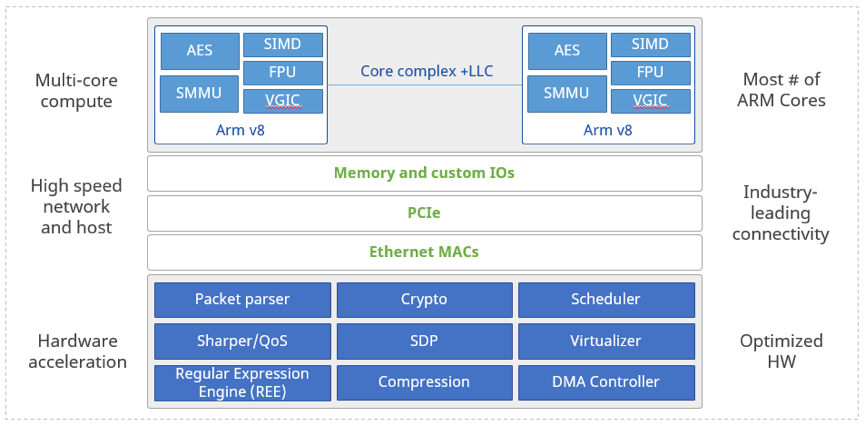 Multi-core
compute
AES
SIMD
FPU
SMMU
VGIC
Arm v8
Core complex +LLC
AES
SIMD
FPU
SMMU
VGIC
Arm v8
Most # of
ARM Cores
High speed
network
and host
Memory and custom IOs
PCIe
Ethernet MACs
Industry-
leading
connectivity
Hardware
acceleration
Packet parser
Crypto
Scheduler
Sharper/QoS
SDP
Virtualizer
Regular Expression
Engine (REE)
Compression
DMA Controller
Optimized
HW